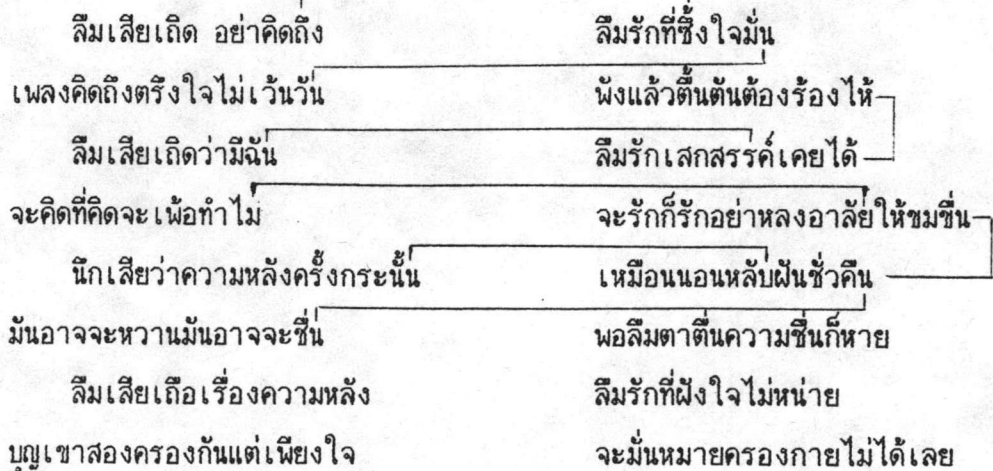 ลืมเสียเถิด อย่าคิดถึง ลืมรักที่ซึ้งใจมั่น
เพลงคิดถึงตรึงใจไม่เว้นวัน พังแล้วตื้นตันต้องร้องไห้
ลืมเสียเถิดว่ามีฉัน ลืมรักเสกสรรค์เคยได้
จะคิดที่คิดจะเพ้อทำไม จะรักก็รักอย่าหลงอาลัยให้ขมขื่น
นึกเสียว่าความหลังครั้งกระนั้น เหมือนนอนหลับฝันชั่วคืน
มันอาจจะหวานมันอาจจะชื่น พอลืมตาตื่นความชื่นก็หาย
ลืมเสียเถือเรื่องความหลัง ลืมรักที่ฝังใจไม่หน่าย
บุญเขาสองครองกันแต่เพียงใจ จะมั่นหมายครองกายไม่ได้เลย